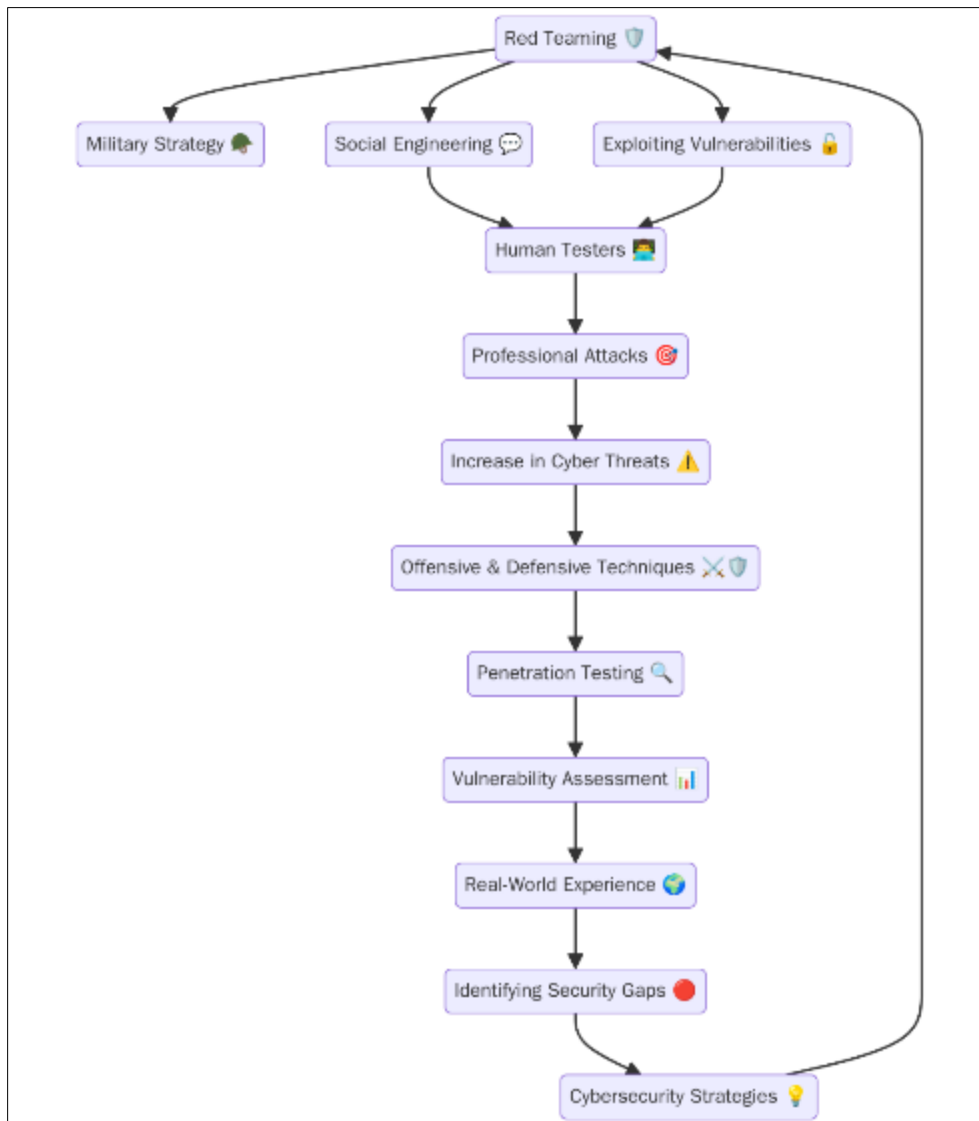 Red Teaming 🛡️
Military Strategy 🪖
Social Engineering 💬
Exploiting Vulnerabilities 🔓
Human Testers 👨‍💻
Professional Attacks 🎯
Increase in Cyber Threats ⚠️
Offensive & Defensive Techniques ⚔️🛡️
Penetration Testing 🔍
Vulnerability Assessment 📊
Real-World Experience 🌍
Identifying Security Gaps 🔴
Cybersecurity Strategies 💡